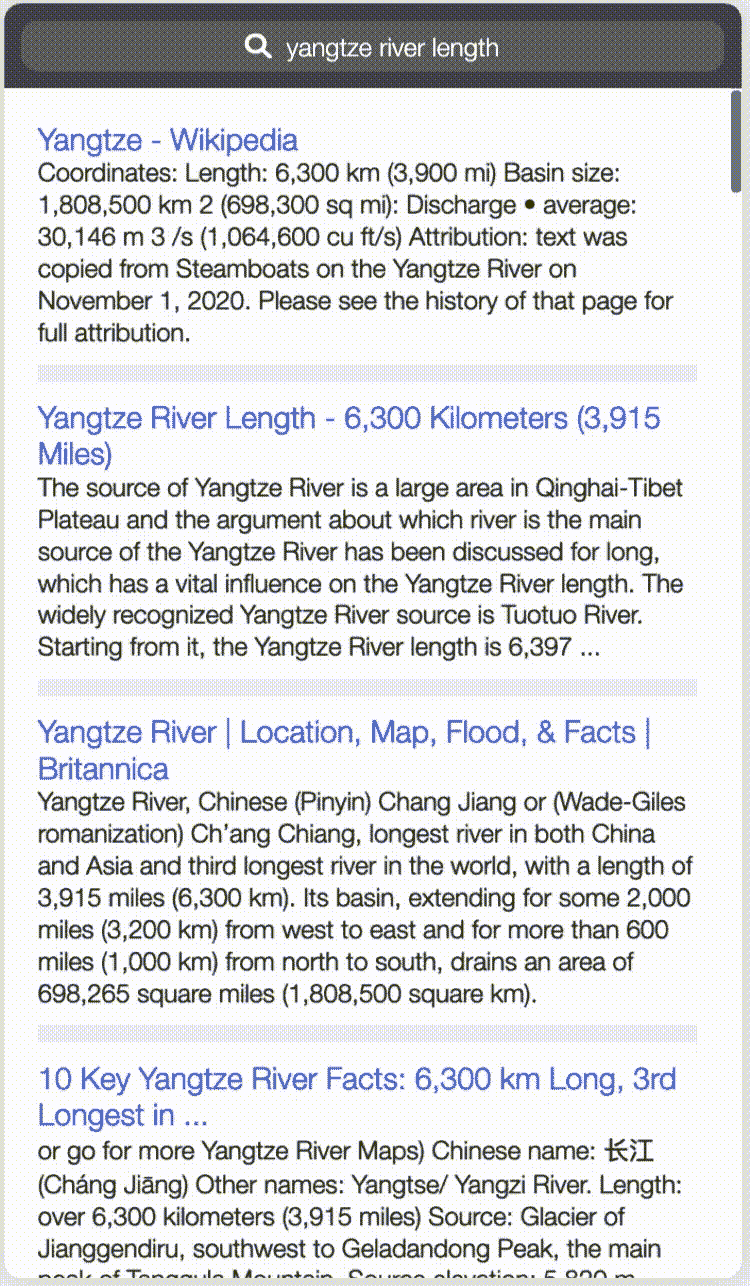 yangtze river length
Yangtze - Wikipedia
Coordinates: Length: 6,300 km (3,900 mi) Basin size:
1,808,500 km 2 (698,300 sq mi): Discharge • average:
30,146 m 3 /s (1,064,600 cu ft/s) Attribution: text was
copied from Steamboats on the Yangtze River on
November 1, 2020. Please see the history of that page for
full attribution.
Yangtze River Length - 6,300 Kilometers (3,915
Miles)
The source of Yangtze River is a large area in Qinghai-Tibet
Plateau and the argument about which river is the main
source of the Yangtze River has been discussed for long,
which has a vital influence on the Yangtze River length. The
widely recognized Yangtze River source is Tuotuo River.
Starting from it, the Yangtze River length is 6,397 ...
Yangtze River | Location, Map, Flood, & Facts |
Britannica
Yangtze River, Chinese (Pinyin) Chang Jiang or (Wade-Giles
romanization) Ch’ang Chiang, longest river in both China
and Asia and third longest river in the world, with a length of
3,915 miles (6,300 km). Its basin, extending for some 2,000
miles (3,200 km) from west to east and for more than 600
miles (1,000 km) from north to south, drains an area of
698,265 square miles (1,808,500 square km).
10 Key Yangtze River Facts: 6,300 km Long, 3rd
Longest in ...
or go for more Yangtze River Maps) Chinese name: 长江
(Cháng Jiāng) Other names: Yangtse/ Yangzi River. Length:
over 6,300 kilometers (3,915 miles) Source: Glacier of
Jianggendiru, southwest to Geladandong Peak, the main
peak of Tanggula Mountain. Source elevation: 5,820 m